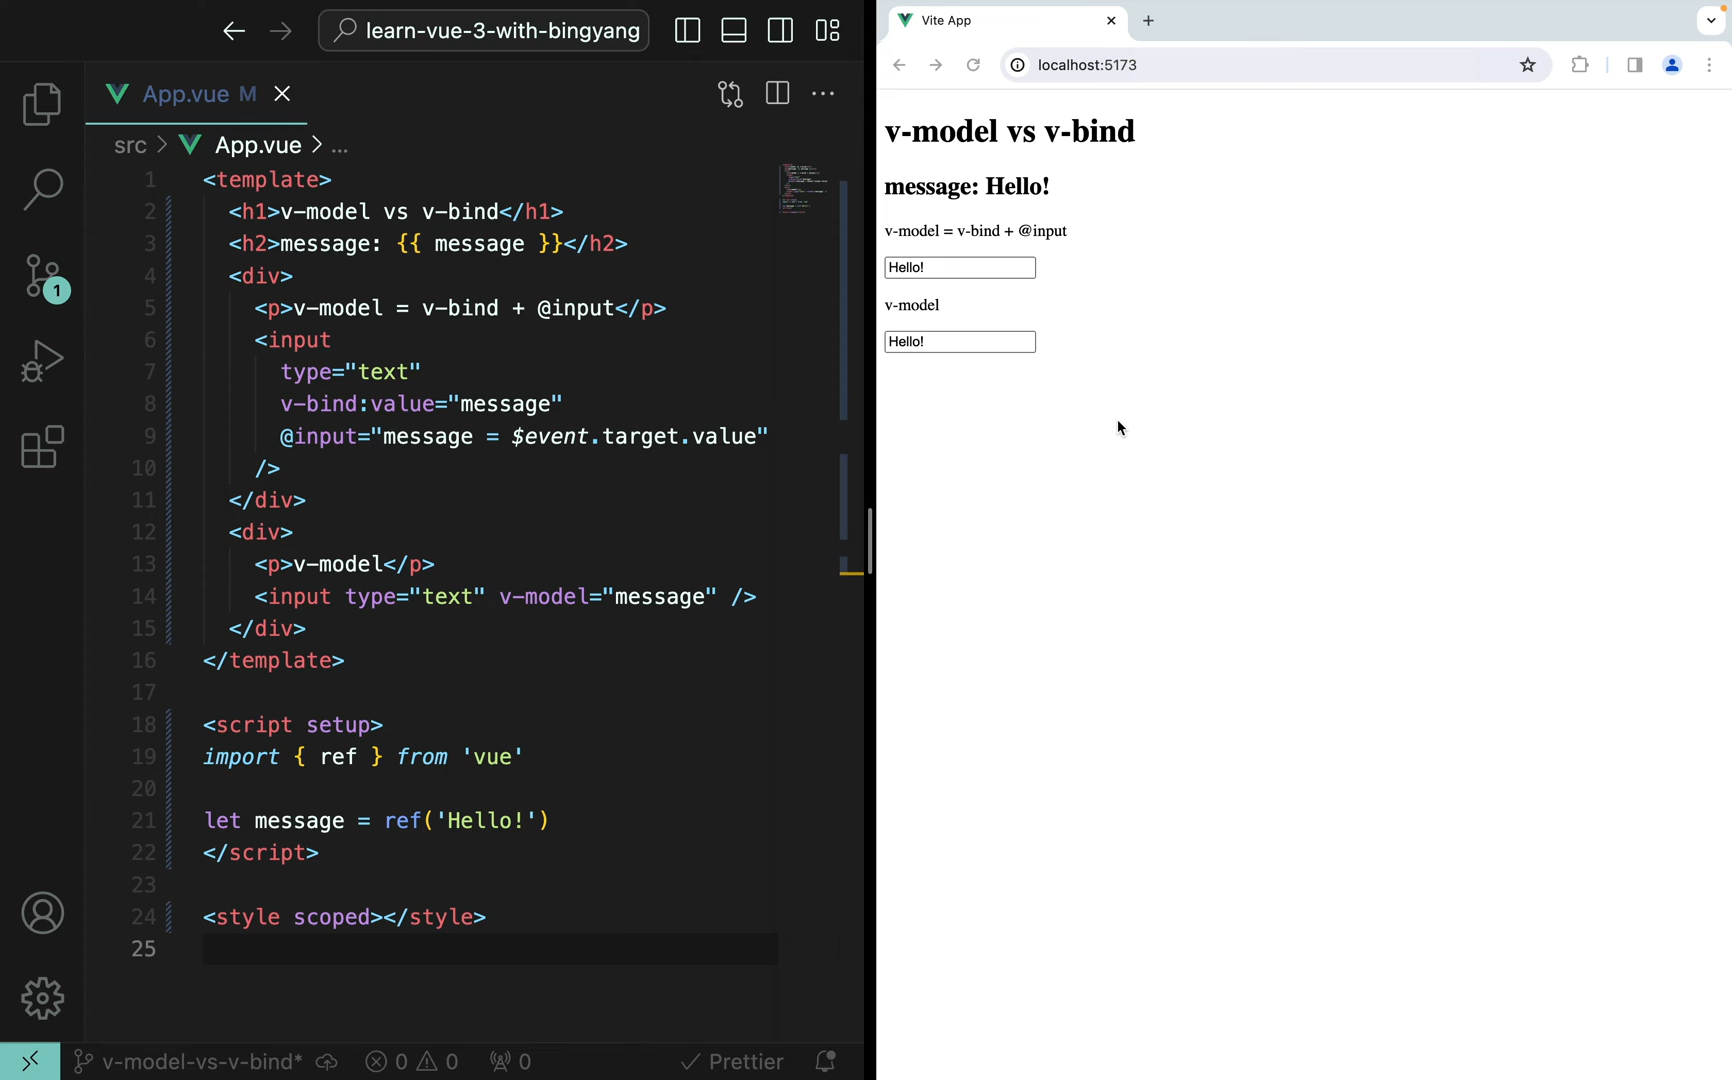 learn-vue-3-with-bingyang
App.vue M
src > App.vue > ...
1 <template>
2 <h1>v-model vs v-bind</h1>
3 <h2>message: {{ message }}</h2>
4 <div>
5 <p>v-model = v-bind + @input</p>
6 <input
7 type="text"
8 v-bind:value="message"
9 @input="message = $event.target.value"
10 />
11 </div>
12 <div>
13 <p>v-model</p>
14 <input type="text" v-model="message" />
15 </div>
16 </template>
17
18 <script setup>
19 import { ref } from 'vue'
20
21 let message = ref('Hello!')
22 </script>
23
24 <style scoped></style>
25
1
v-model-vs-v-bind* 0 0 0 Prettier
Vite App
localhost:5173
v-model vs v-bind
message: Hello!
v-model = v-bind + @input
Hello!
v-model
Hello!